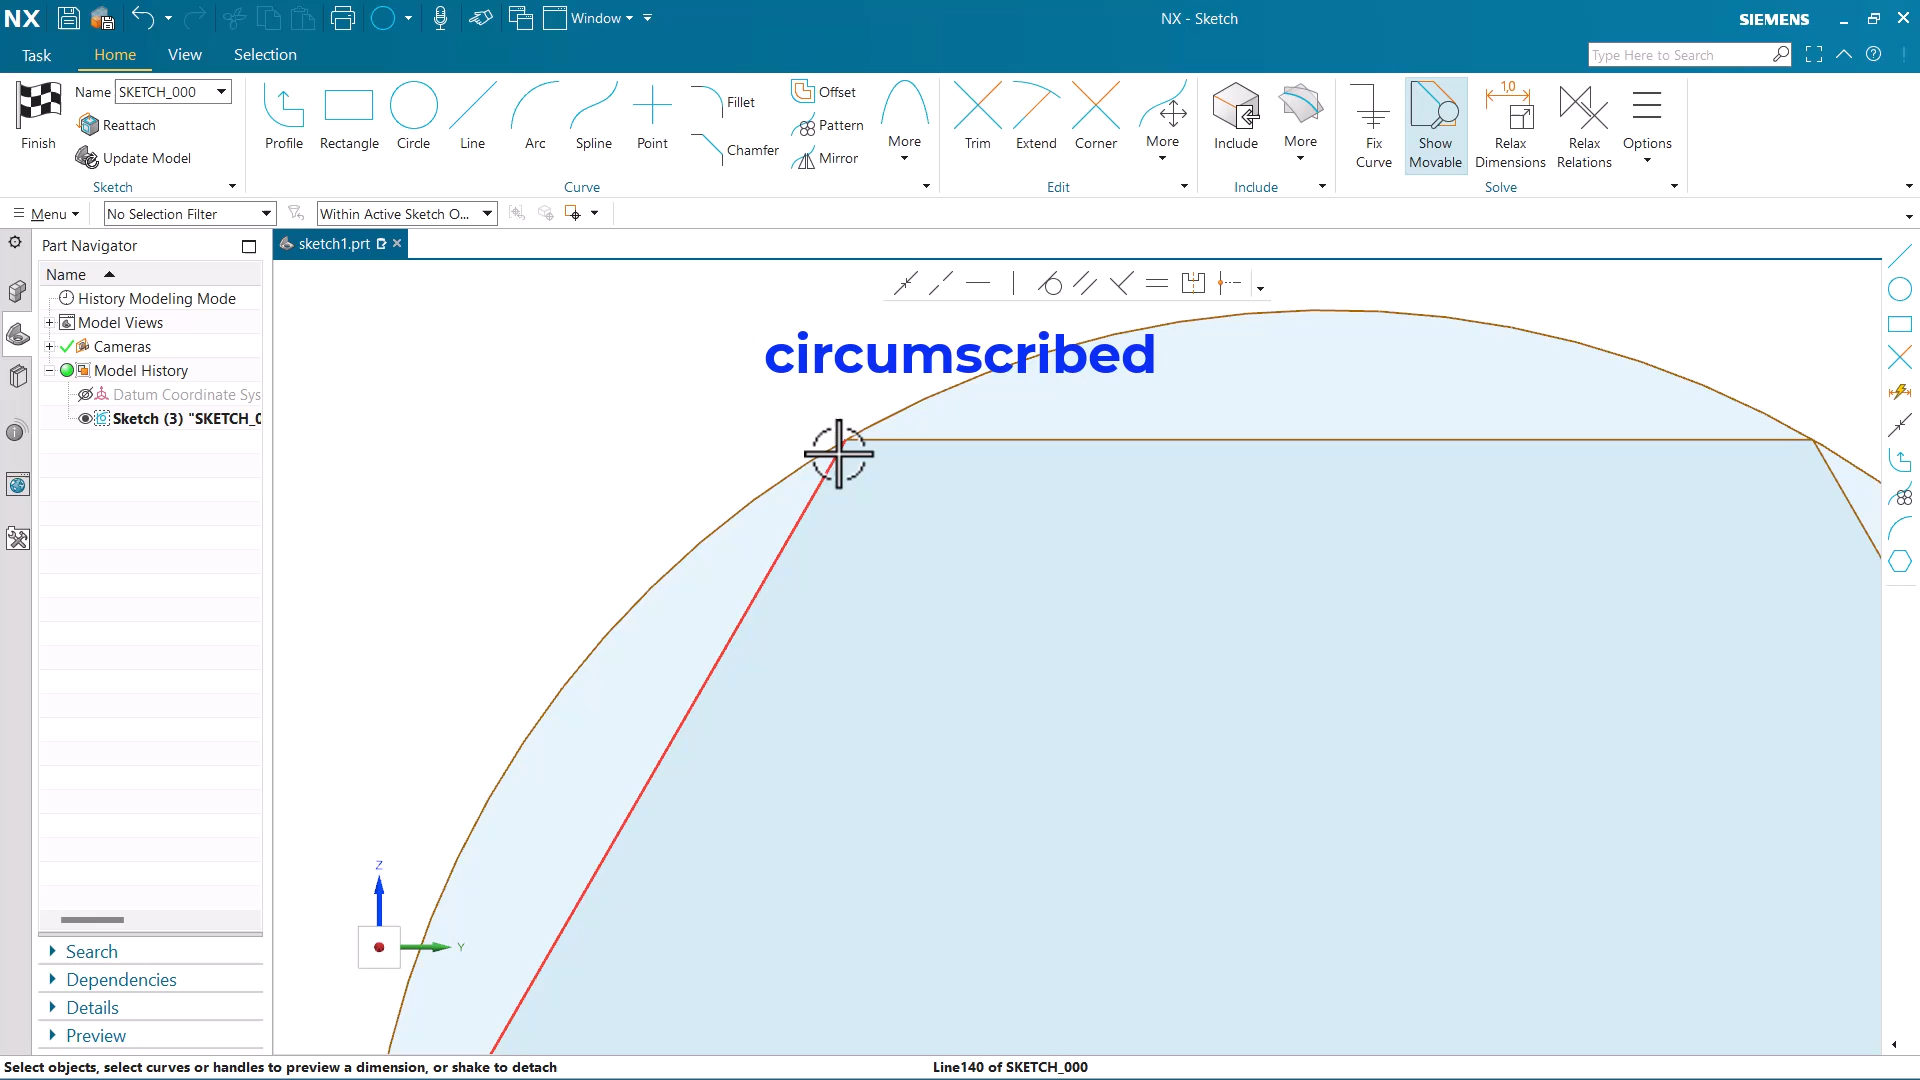 NX
Window
NX - Sketch
SIEMENS
Task
Home
View
Selection
Type Here to Search
Finish
Name
SKETCH_000
Reattach
Update Model
Sketch
Profile
Rectangle
Circle
Line
Arc
Spline
Point
Fillet
Chamfer
Offset
Pattern
Mirror
More
Curve
Trim
Extend
Corner
More
Edit
Include
More
Include
Fix
Curve
Show
Movable
1,0
Relax
Dimensions
Relax
Relations
Options
Solve
Menu
No Selection Filter
Within Active Sketch O...
Part Navigator
sketch1.prt
Name
History Modeling Mode
Model Views
Cameras
Model History
Datum Coordinate Sys
Sketch (3) "SKETCH_0
circumscribed
Z
Y
Search
Dependencies
Details
Preview
Select objects, select curves or handles to preview a dimension, or shake to detach
Line140 of SKETCH_000